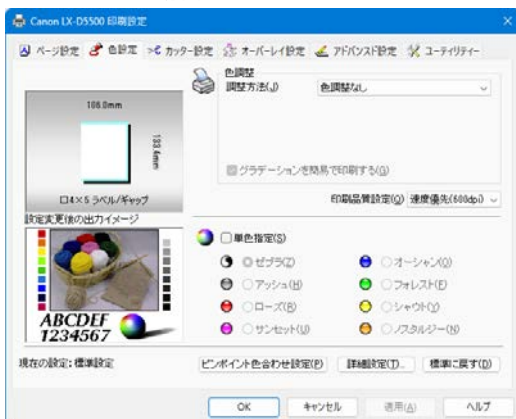 Canon LX-D5500 印刷設定
ページ設定 色設定 カッター設定 オーバーレイ設定 アドバンスド設定 ユーティリティー
色調整
調整方法(J) 色調整なし
106.0mm
133.4mm
グラデーションを簡易で印刷する(G)
ロ4×5 ラベル/ギャップ
印刷品質設定(Q) 速度優先(600dpi)
設定変更後の出力イメージ
単色指定(S)
ゼブラ(Z) オーシャン(O)
アッシュ(H) フォレスト(F)
ローズ(R) シャウト(Y)
サンセット(U) ノスタルジー(N)
ABCDEF
1234567
現在の設定:標準設定 ピンポイント色合わせ設定(P) 詳細設定(T).. 標準に戻す(D)
OK キャンセル 適用(A) ヘルプ